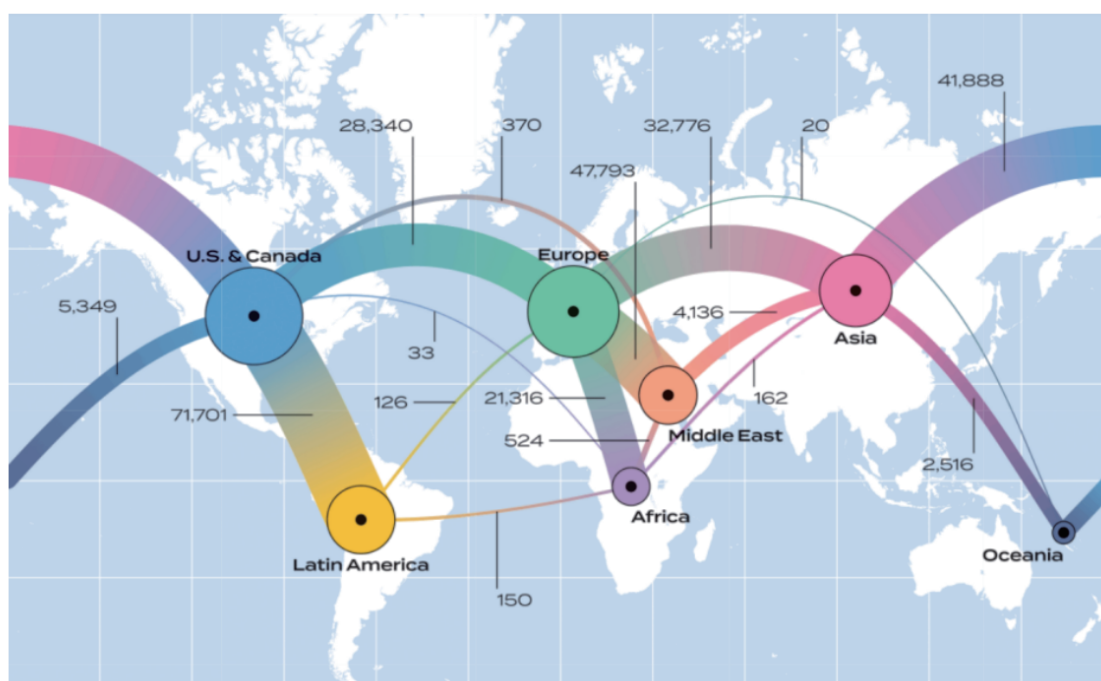 41,888
28,340
370
32,776
20
47,793
U.S. & Canada
Europe
5,349
4,136
Asia
33
126
21,316
162
71,701
524
Middle East
2,516
Africa
Oceania
Latin America
150